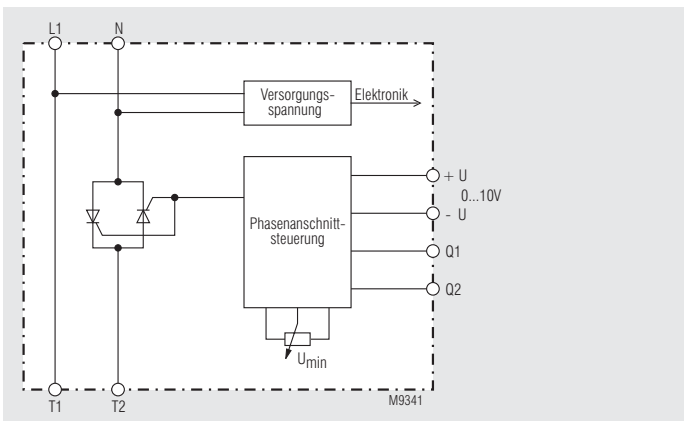 L1 N
Versorgungs-
spannung
Elektronik
+ U
0...10V
- U
Phasenanschnitt-
steuerung
Q1
Q2
Umin
T1 T2
M9341